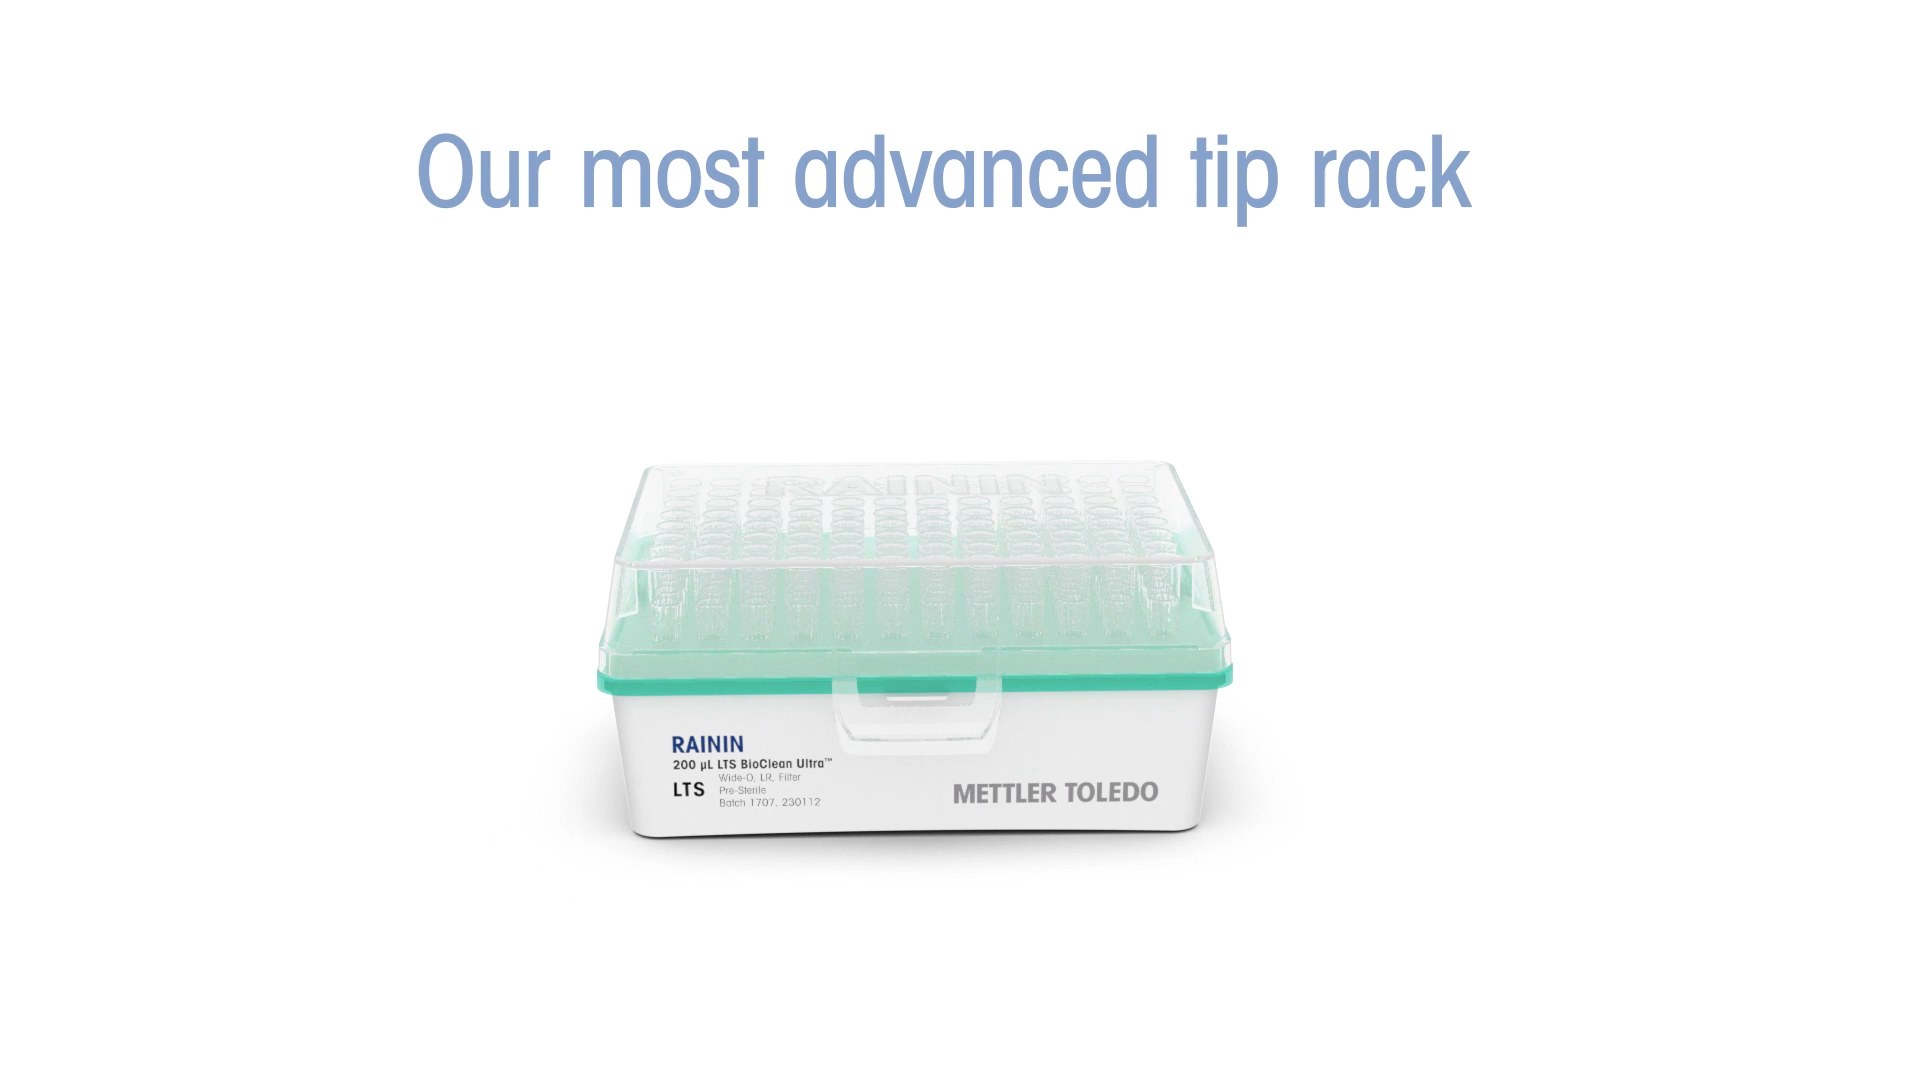 Our most advanced tip rack
RAININ
RAININ
200 µL LTS BioClean Ultra™
Wide-O, LR, Filter
LTS
Pre-Sterile
Batch 1707, 230112
METTLER TOLEDO